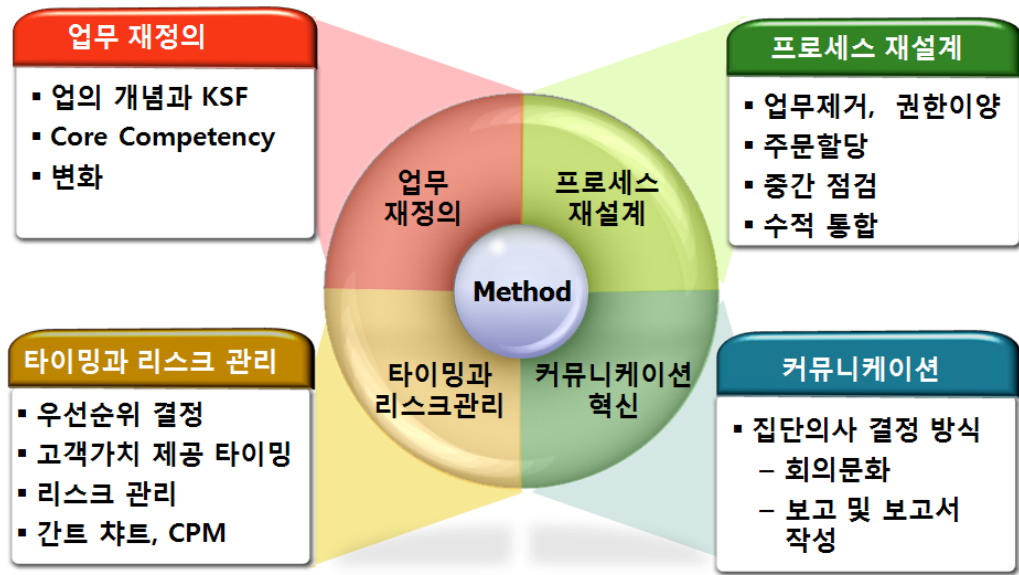 업무 재정의
▪ 업의 개념과 KSF
▪ Core Competency
▪ 변화
프로세스 재설계
▪ 업무제거, 권한이양
▪ 주문할당
▪ 중간 점검
▪ 수적 통합
업무
재정의
프로세스
재설계
Method
타이밍과
리스크관리
커뮤니케이션
혁신
타이밍과 리스크 관리
▪ 우선순위 결정
▪ 고객가치 제공 타이밍
▪ 리스크 관리
▪ 간트 챠트, CPM
커뮤니케이션
▪ 집단의사 결정 방식
– 회의문화
– 보고 및 보고서
작성